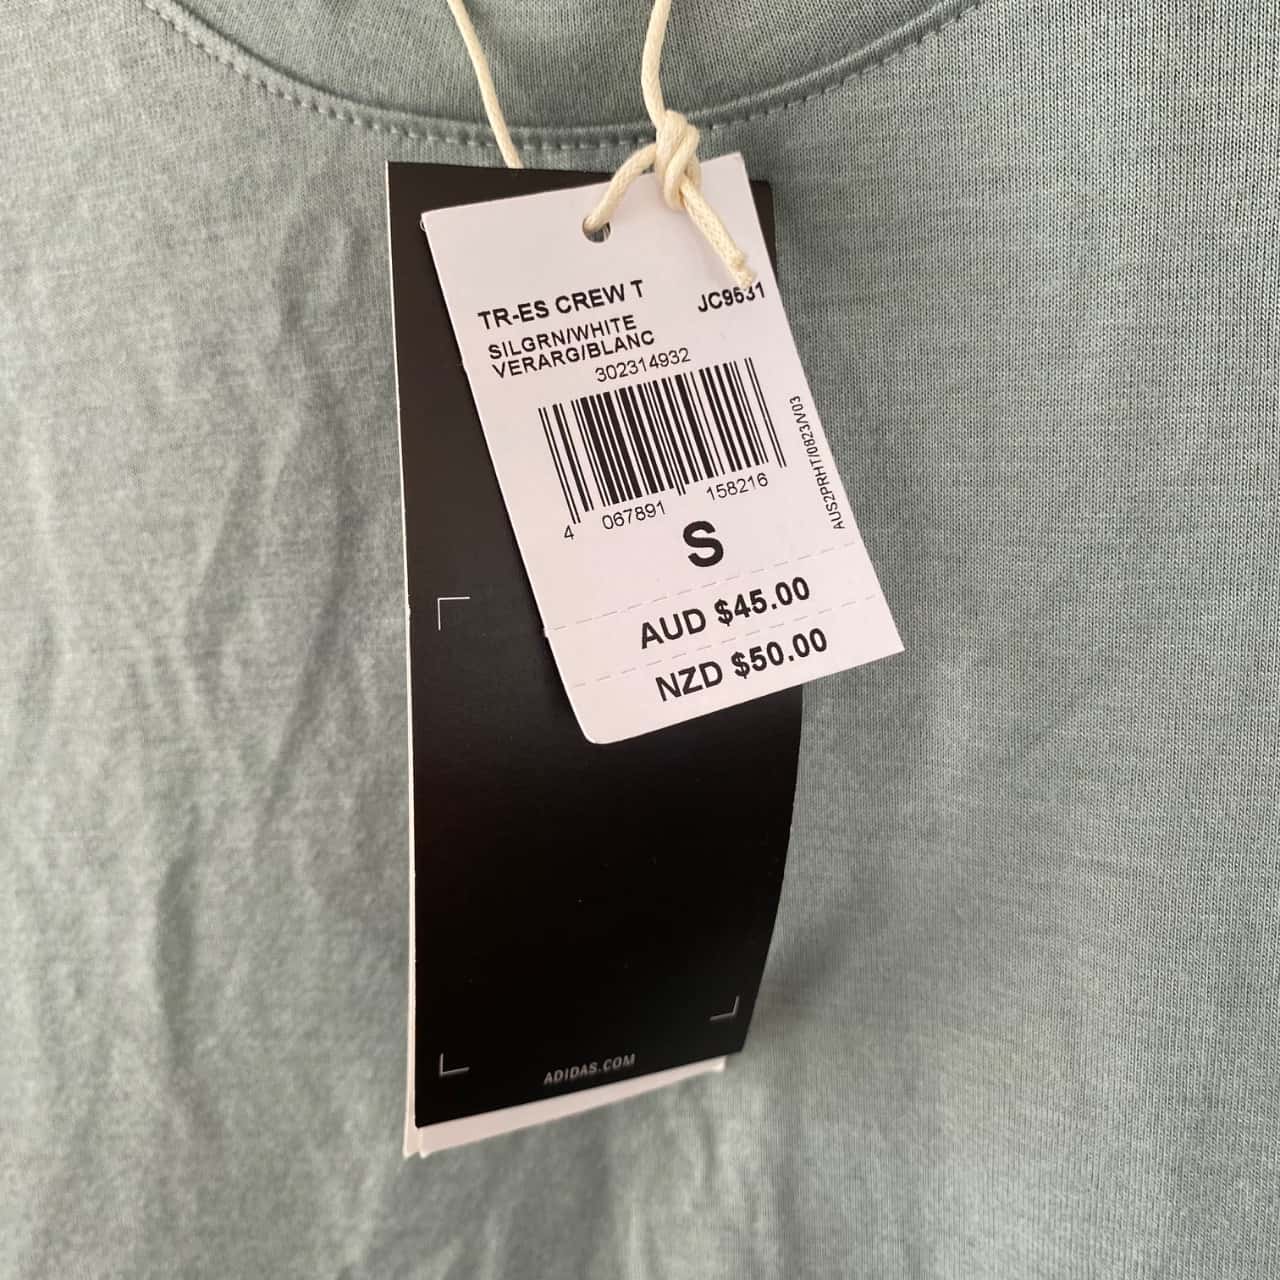 TR-ES CREW T JC9631
SILGRN/WHITE
VERARG/BLANC
302314932
4 067891 158216
AUS2PRHT/0823/V03
S
AUD $45.00
NZD $50.00
ADIDAS.COM